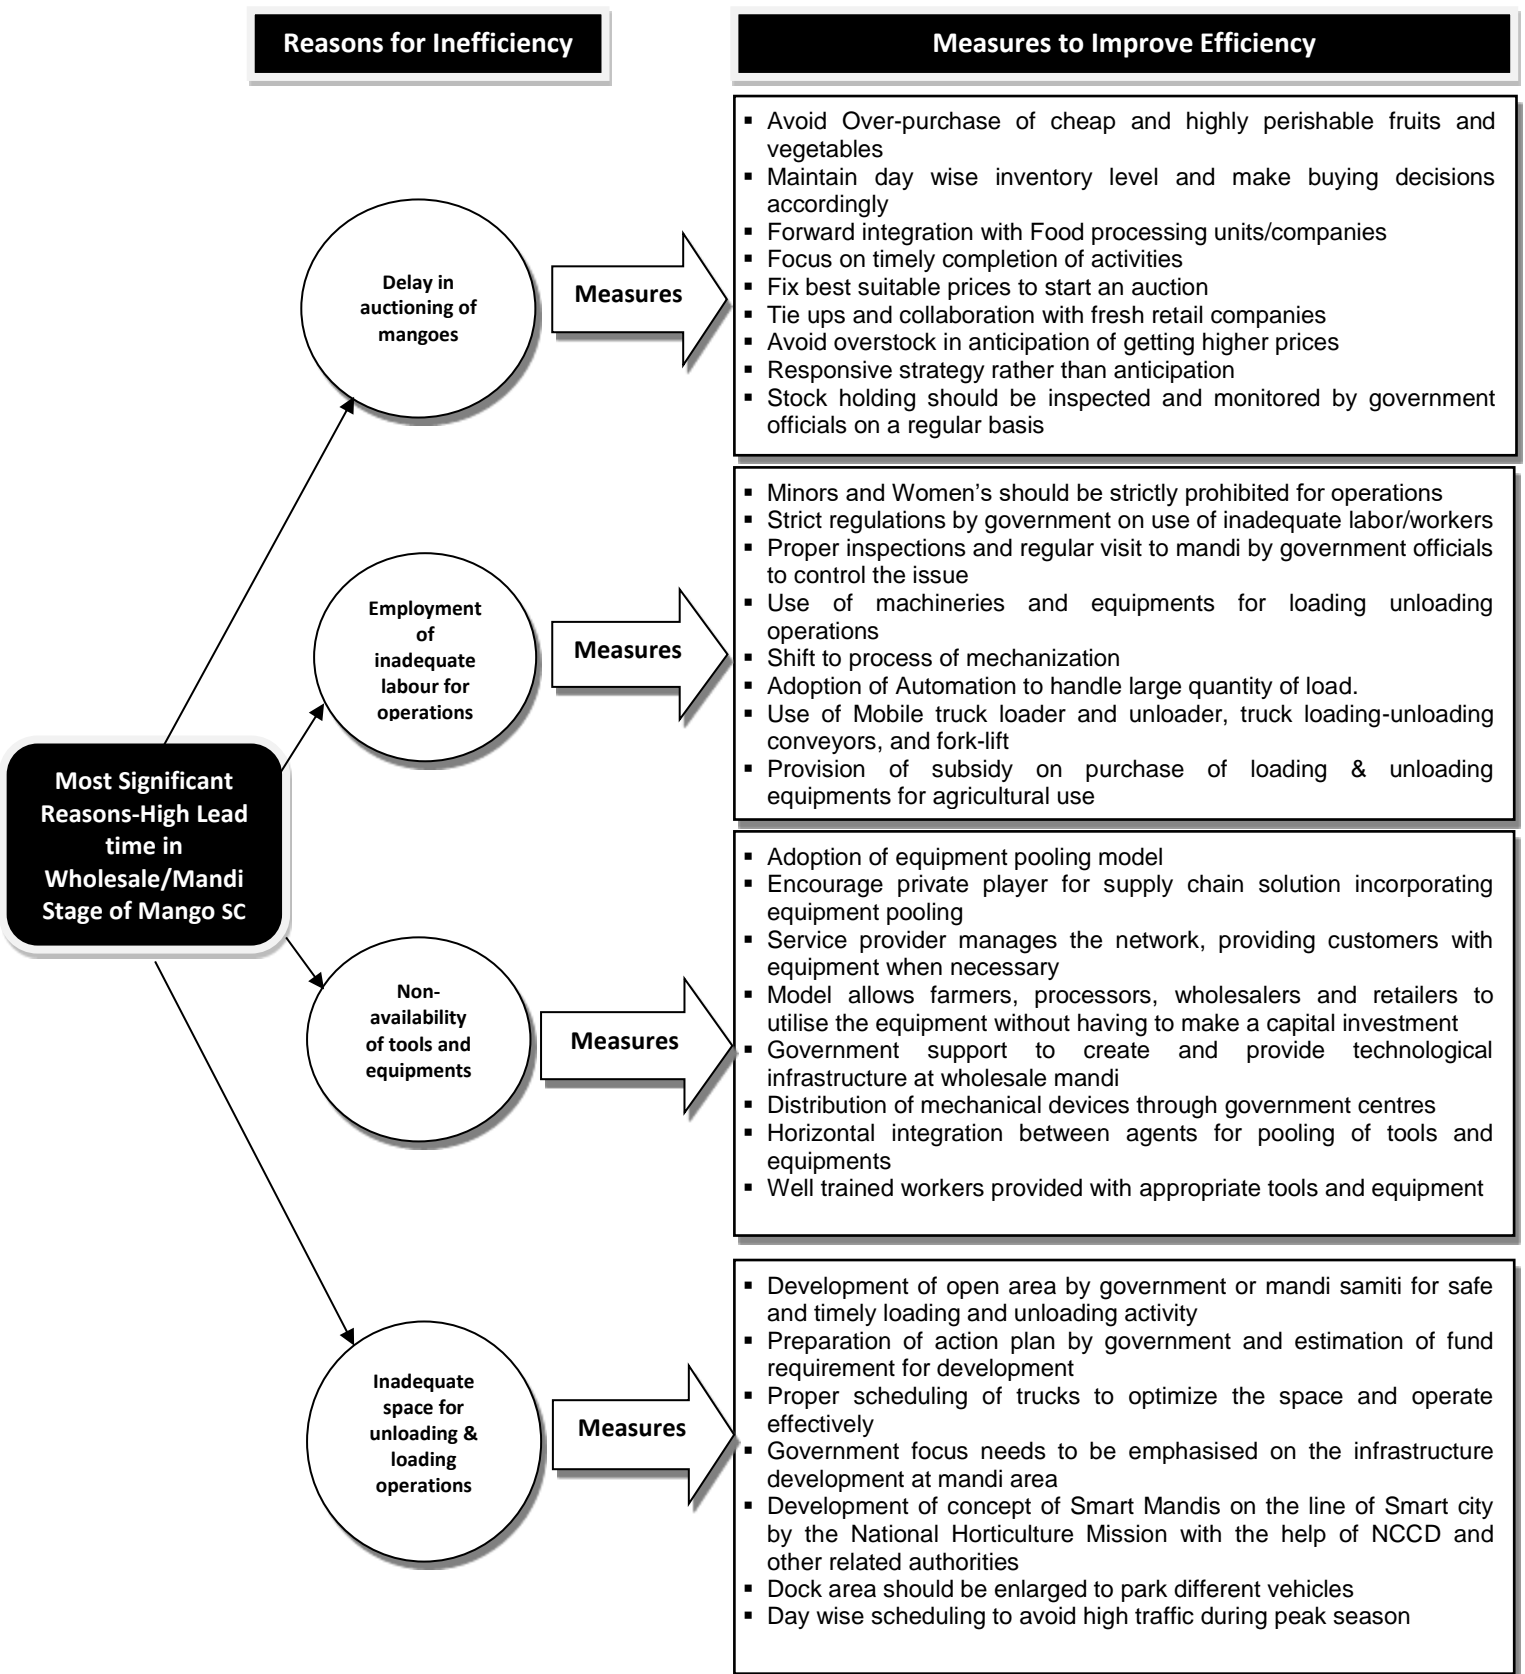 Reasons for Inefficiency
Measures to Improve Efficiency
Most Significant
Reasons-High Lead
time in
Wholesale/Mandi
Stage of Mango SC
Delay in
auctioning of
mangoes
Measures
▪ Avoid Over-purchase of cheap and highly perishable fruits and
vegetables
▪ Maintain day wise inventory level and make buying decisions
accordingly
▪ Forward integration with Food processing units/companies
▪ Focus on timely completion of activities
▪ Fix best suitable prices to start an auction
▪ Tie ups and collaboration with fresh retail companies
▪ Avoid overstock in anticipation of getting higher prices
▪ Responsive strategy rather than anticipation
▪ Stock holding should be inspected and monitored by government
officials on a regular basis
Employment
of
inadequate
labour for
operations
Measures
▪ Minors and Women’s should be strictly prohibited for operations
▪ Strict regulations by government on use of inadequate labor/workers
▪ Proper inspections and regular visit to mandi by government officials
to control the issue
▪ Use of machineries and equipments for loading unloading
operations
▪ Shift to process of mechanization
▪ Adoption of Automation to handle large quantity of load.
▪ Use of Mobile truck loader and unloader, truck loading-unloading
conveyors, and fork-lift
▪ Provision of subsidy on purchase of loading & unloading
equipments for agricultural use
Non-
availability
of tools and
equipments
Measures
▪ Adoption of equipment pooling model
▪ Encourage private player for supply chain solution incorporating
equipment pooling
▪ Service provider manages the network, providing customers with
equipment when necessary
▪ Model allows farmers, processors, wholesalers and retailers to
utilise the equipment without having to make a capital investment
▪ Government support to create and provide technological
infrastructure at wholesale mandi
▪ Distribution of mechanical devices through government centres
▪ Horizontal integration between agents for pooling of tools and
equipments
▪ Well trained workers provided with appropriate tools and equipment
Inadequate
space for
unloading &
loading
operations
Measures
▪ Development of open area by government or mandi samiti for safe
and timely loading and unloading activity
▪ Preparation of action plan by government and estimation of fund
requirement for development
▪ Proper scheduling of trucks to optimize the space and operate
effectively
▪ Government focus needs to be emphasised on the infrastructure
development at mandi area
▪ Development of concept of Smart Mandis on the line of Smart city
by the National Horticulture Mission with the help of NCCD and
other related authorities
▪ Dock area should be enlarged to park different vehicles
▪ Day wise scheduling to avoid high traffic during peak season